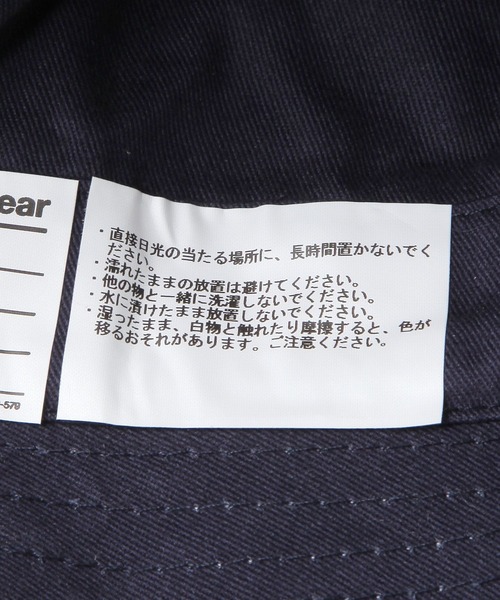 ear
-579
・直接日光の当たる場所に、長時間置かないでく
ださい。
・濡れたままの放置は避けてください。
・他の物と一緒に洗濯しないでください。
・水に漬けたまま放置しないでください。
・湿ったまま、白物と触れたり摩擦すると、色が
移るおそれがあります。ご注意ください。